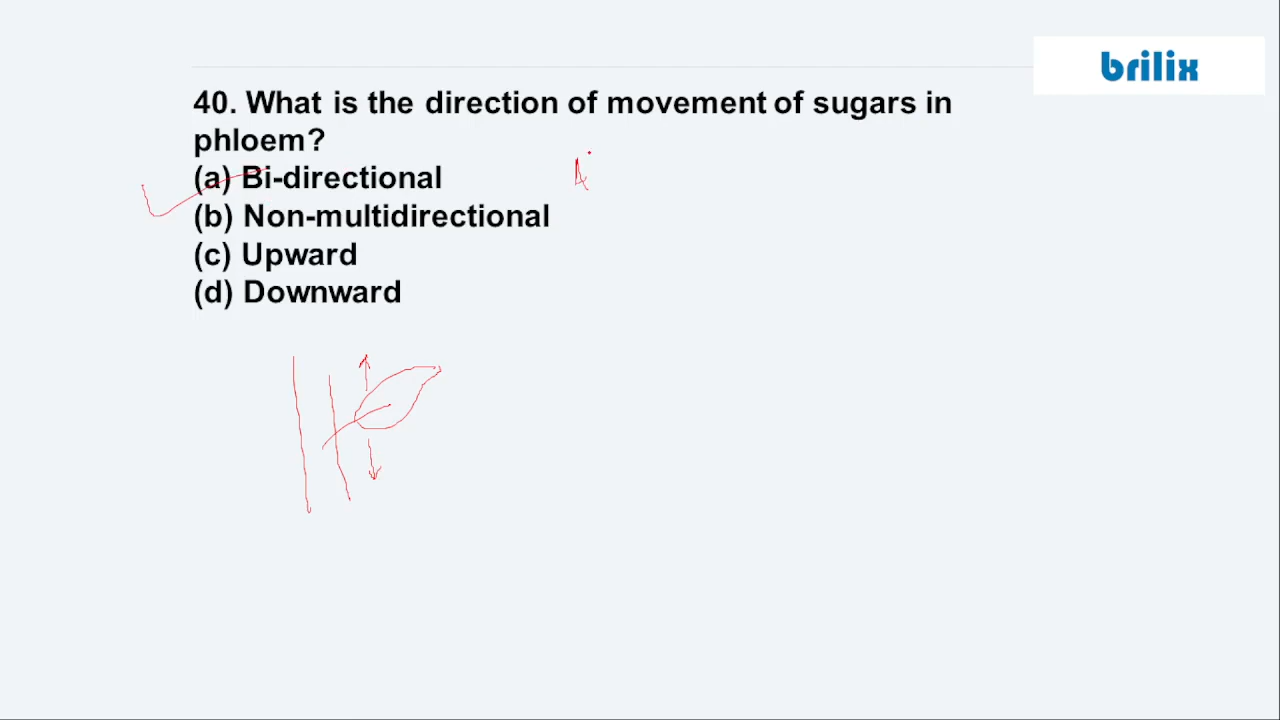 brilix
40. What is the direction of movement of sugars in
phloem?
(a) Bi-directional
(b) Non-multidirectional
(c) Upward
(d) Downward